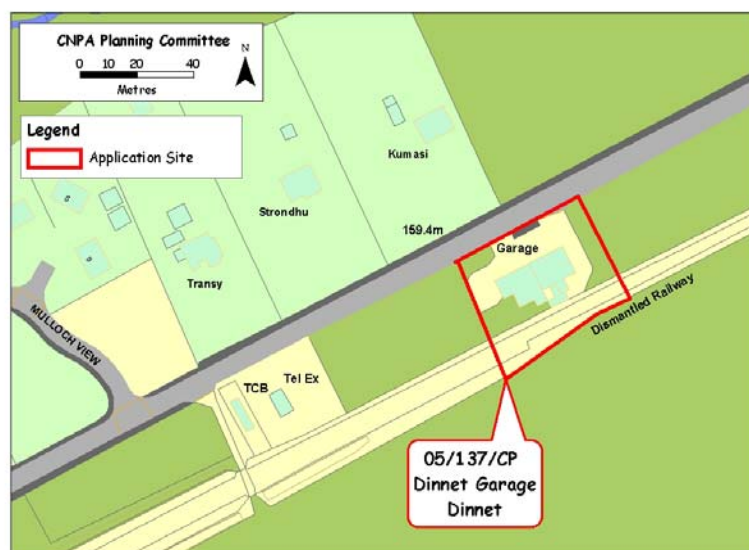 CNPA Planning Committee
N
0 10 20 40
Metres
Legend
Application Site
Kumasi
Strondhu
159.4m
Garage
Transy
Dismantled Railway
MULLOCH VIEW
TCB
Tel Ex
05/137/CP
Dinnet Garage
Dinnet